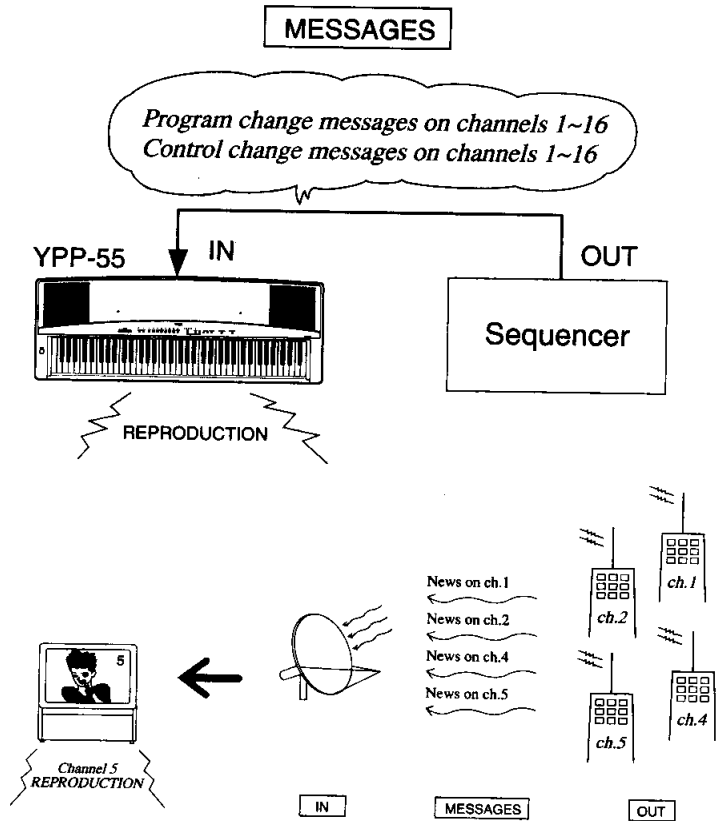 MESSAGES
Program change messages on channels 1~16
Control change messages on channels 1~16
YPP-55
IN
OUT
Sequencer
REPRODUCTION
ch.1
ch.2
News on ch.1
News on ch.2
News on ch.4
News on ch.5
5
ch.4
ch.5
Channel 5
REPRODUCTION
IN
MESSAGES
OUT